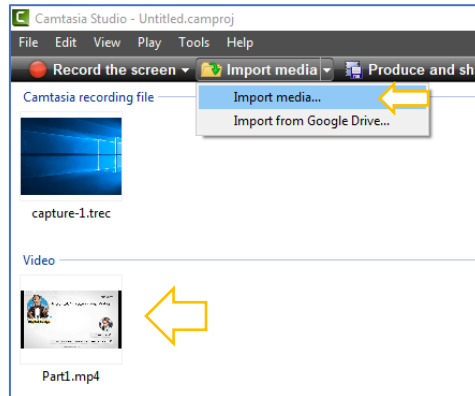 Camtasia Studio - Untitled.camproj
File Edit View Play Tools Help
Record the screen Import media Produce and sh
Camtasia recording file
Import media...
Import from Google Drive...
capture-1.trec
Video
Part1.mp4